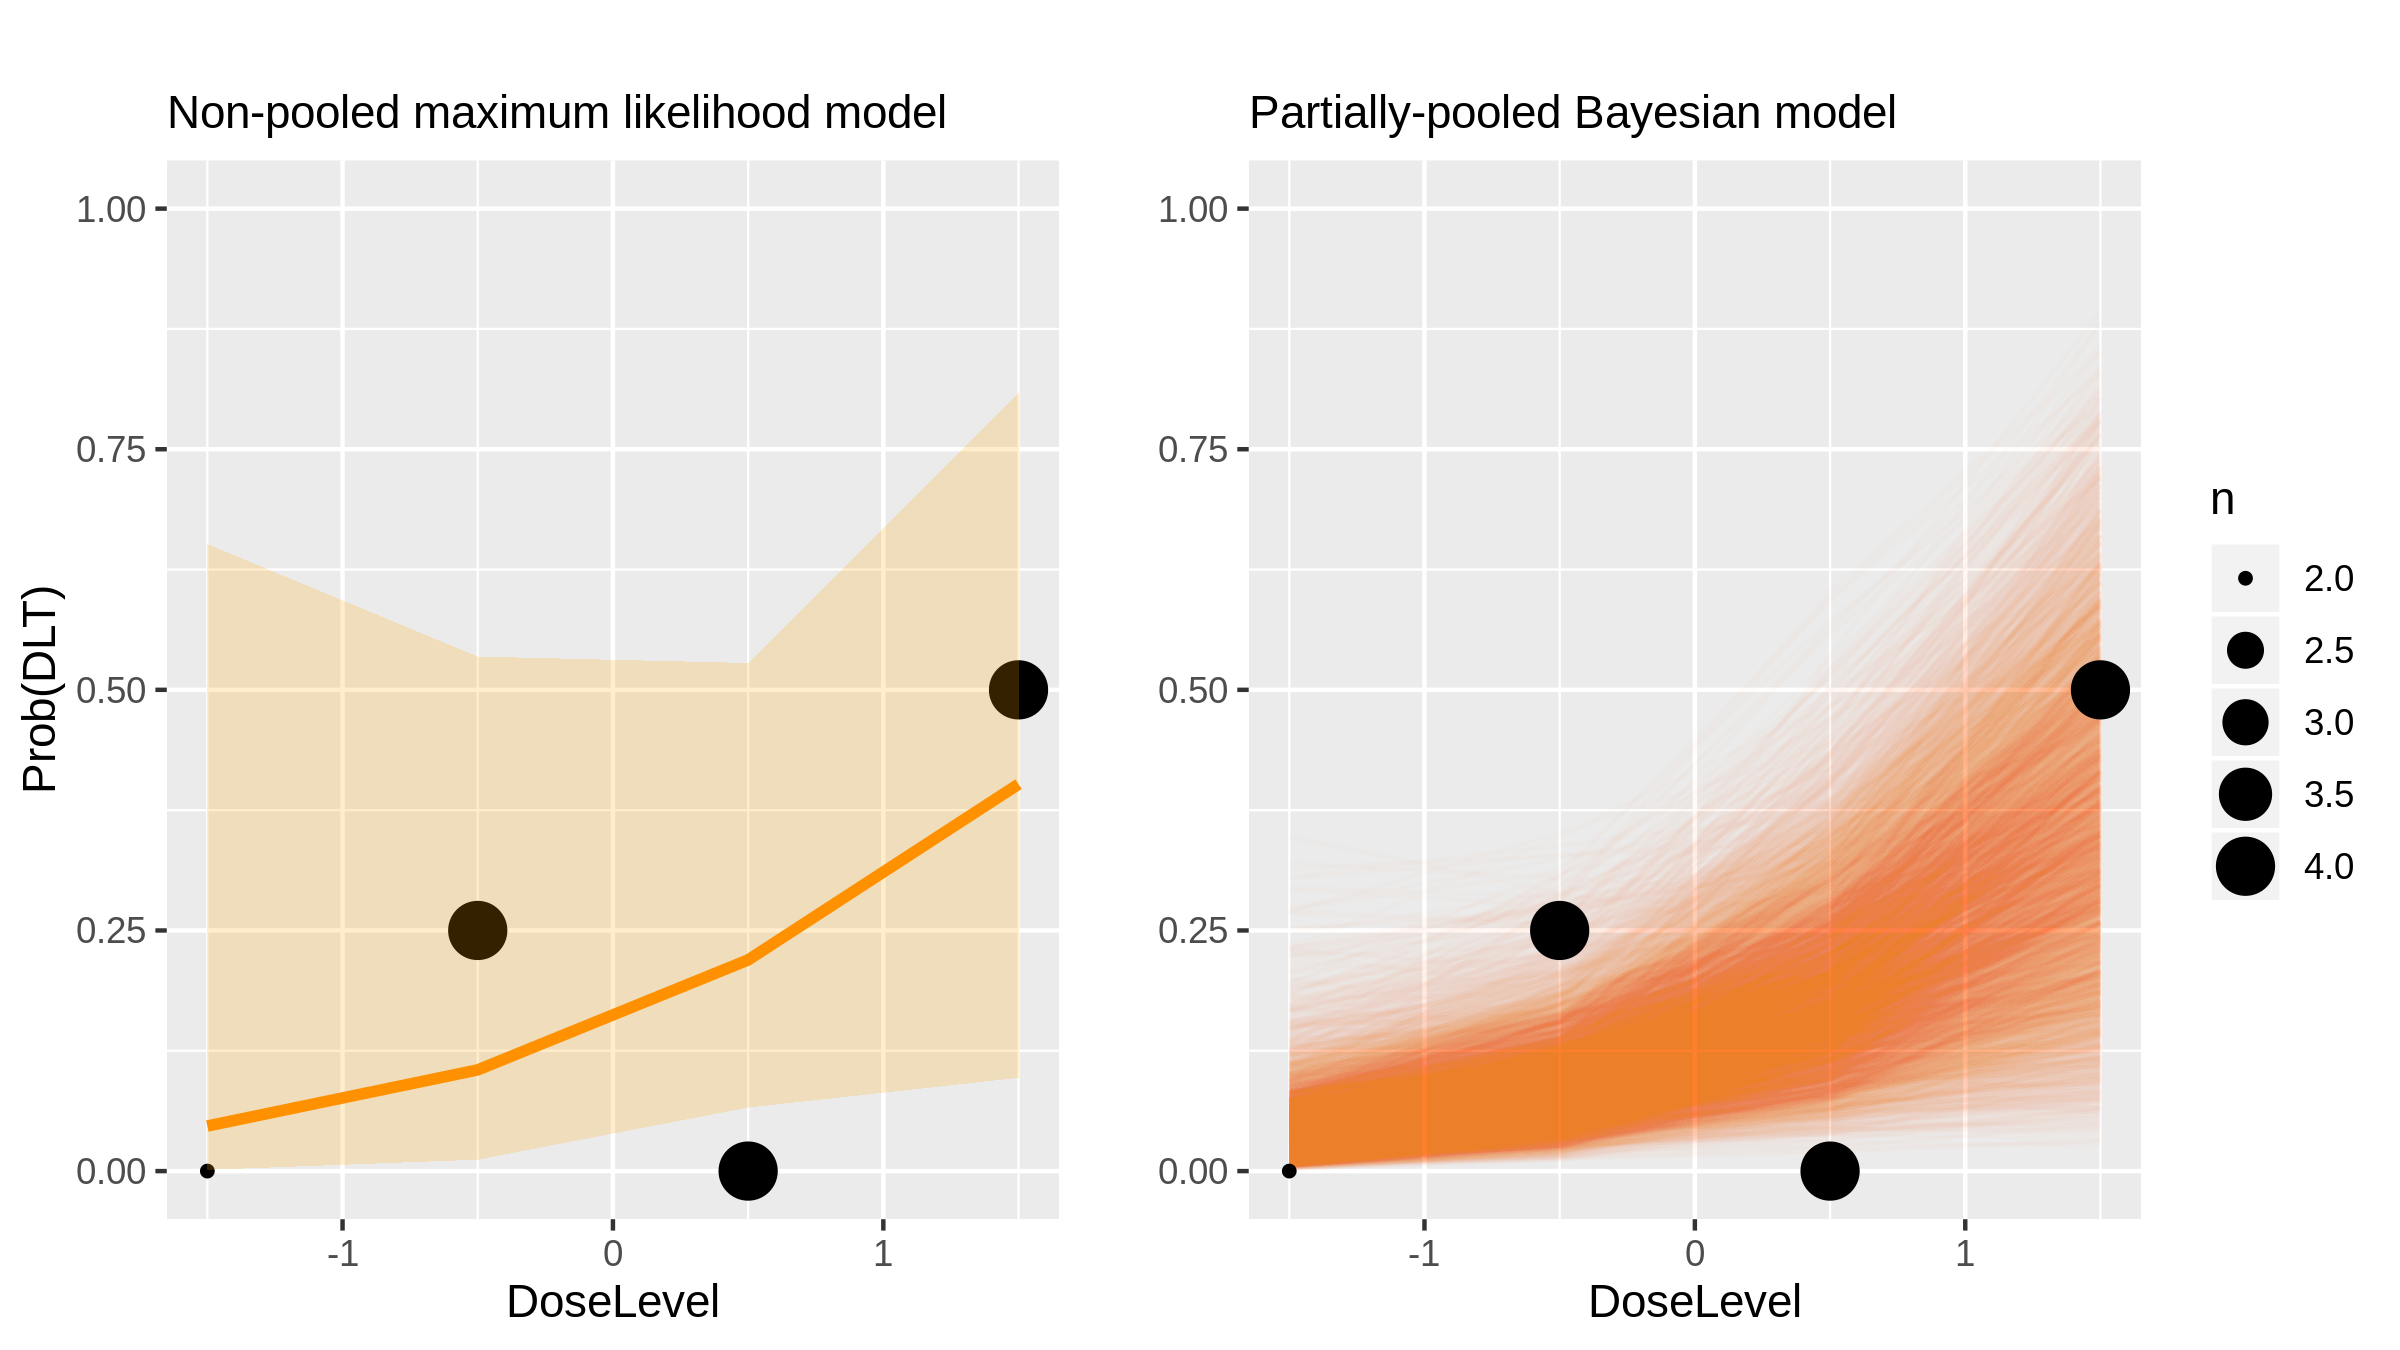 Non-pooled maximum likelihood model
Prob(DLT)
1.00
0.75
0.50
0.25
0.00
-1 0 1
DoseLevel
Partially-pooled Bayesian model
1.00
0.75
0.50
0.25
0.00
-1 0 1
DoseLevel
n
2.0
2.5
3.0
3.5
4.0